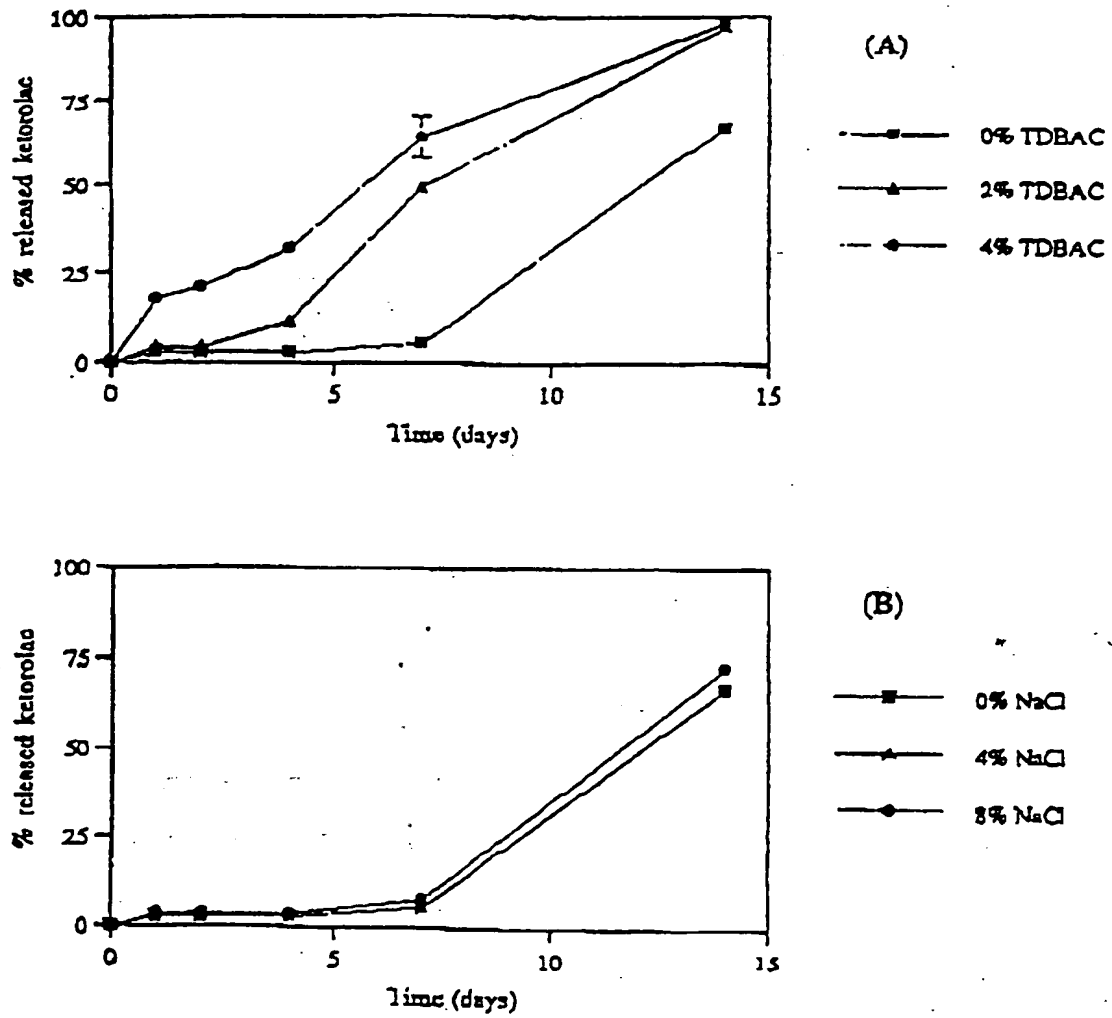 100
75
50
25
0
% released ketorolac
0
5
10
15
Time (days)
(A)
0% TDBAC
2% TDBAC
4% TDBAC
100
75
50
25
0
% released ketorolac
0
5
10
15
Time (days)
(B)
0% NaCl
4% NaCl
8% NaCl